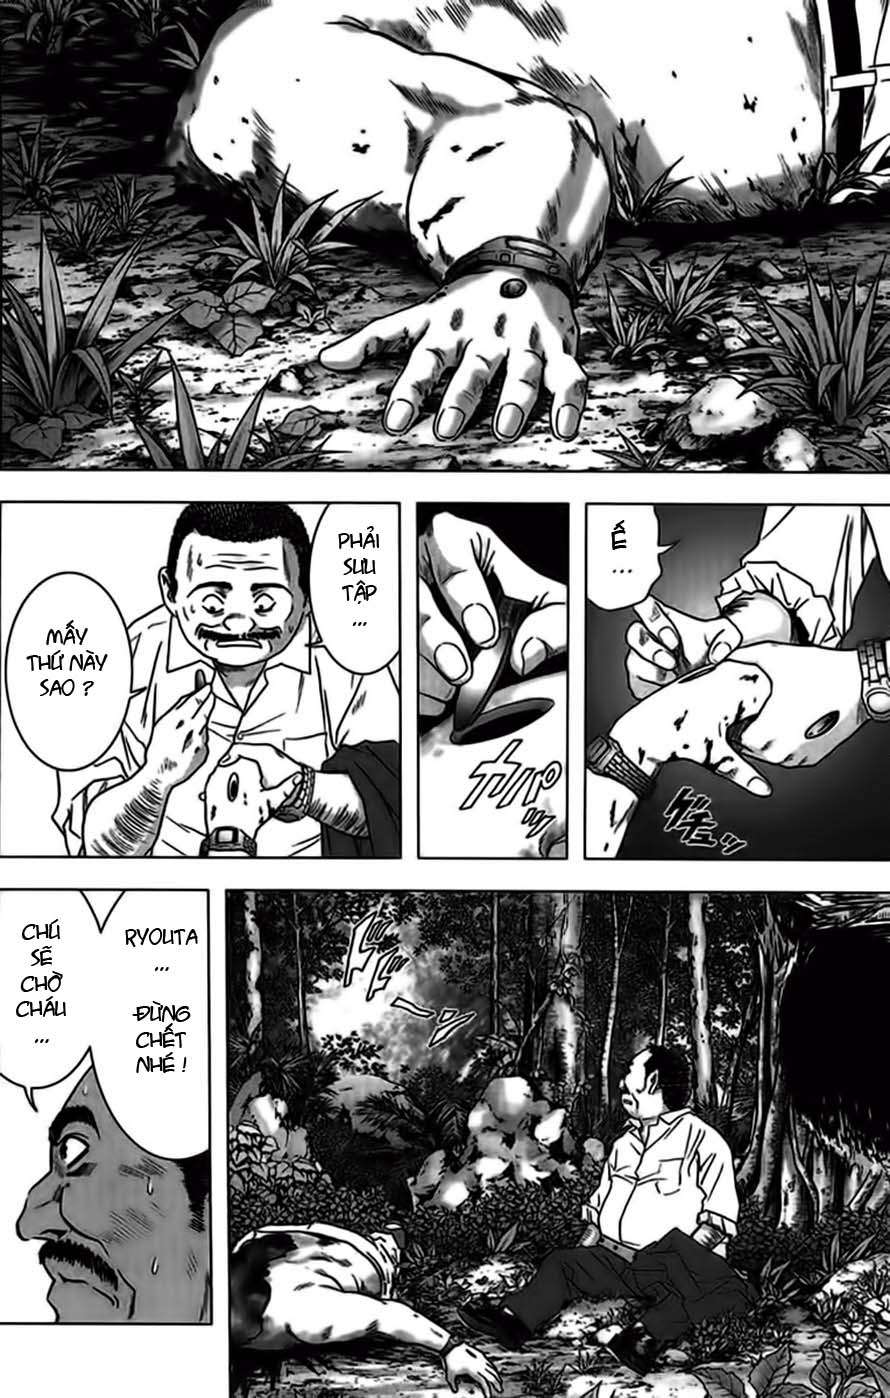 Ế
...
PHẢI
SƯU
TẬP
...
MẤY
THỨ NÀY
SAO ?
RYOUTA
...
ĐỪNG
CHẾT
NHÉ !
CHÚ
SẼ
CHỜ
CHÁU
...